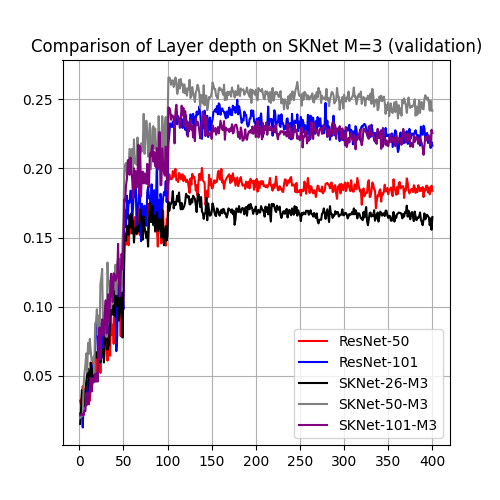 Comparison of Layer depth on SKNet M=3 (validation)
0.25
0.20
0.15
0.10
0.05
ResNet-50
ResNet-101
SKNet-26-M3
SKNet-50-M3
SKNet-101-M3
0 50 100 150 200 250 300 350 400